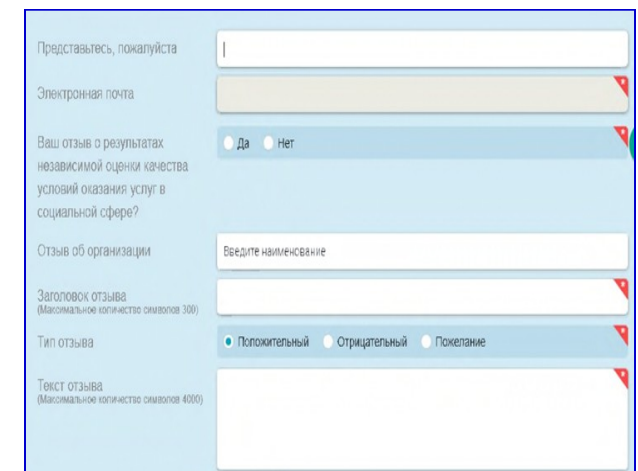 Представьтесь, пожалуйста
Электронная почта
Ваш отзыв о результатах
независимой оценки качества
условий оказания услуг в
социальной сфере?
Да Нет
Отзыв об организации
Введите наименование
Заголовок отзыва
(Максимальное количество символов 300)
Тип отзыва
Положительный Отрицательный Пожелание
Текст отзыва
(Максимальное количество символов 4000)